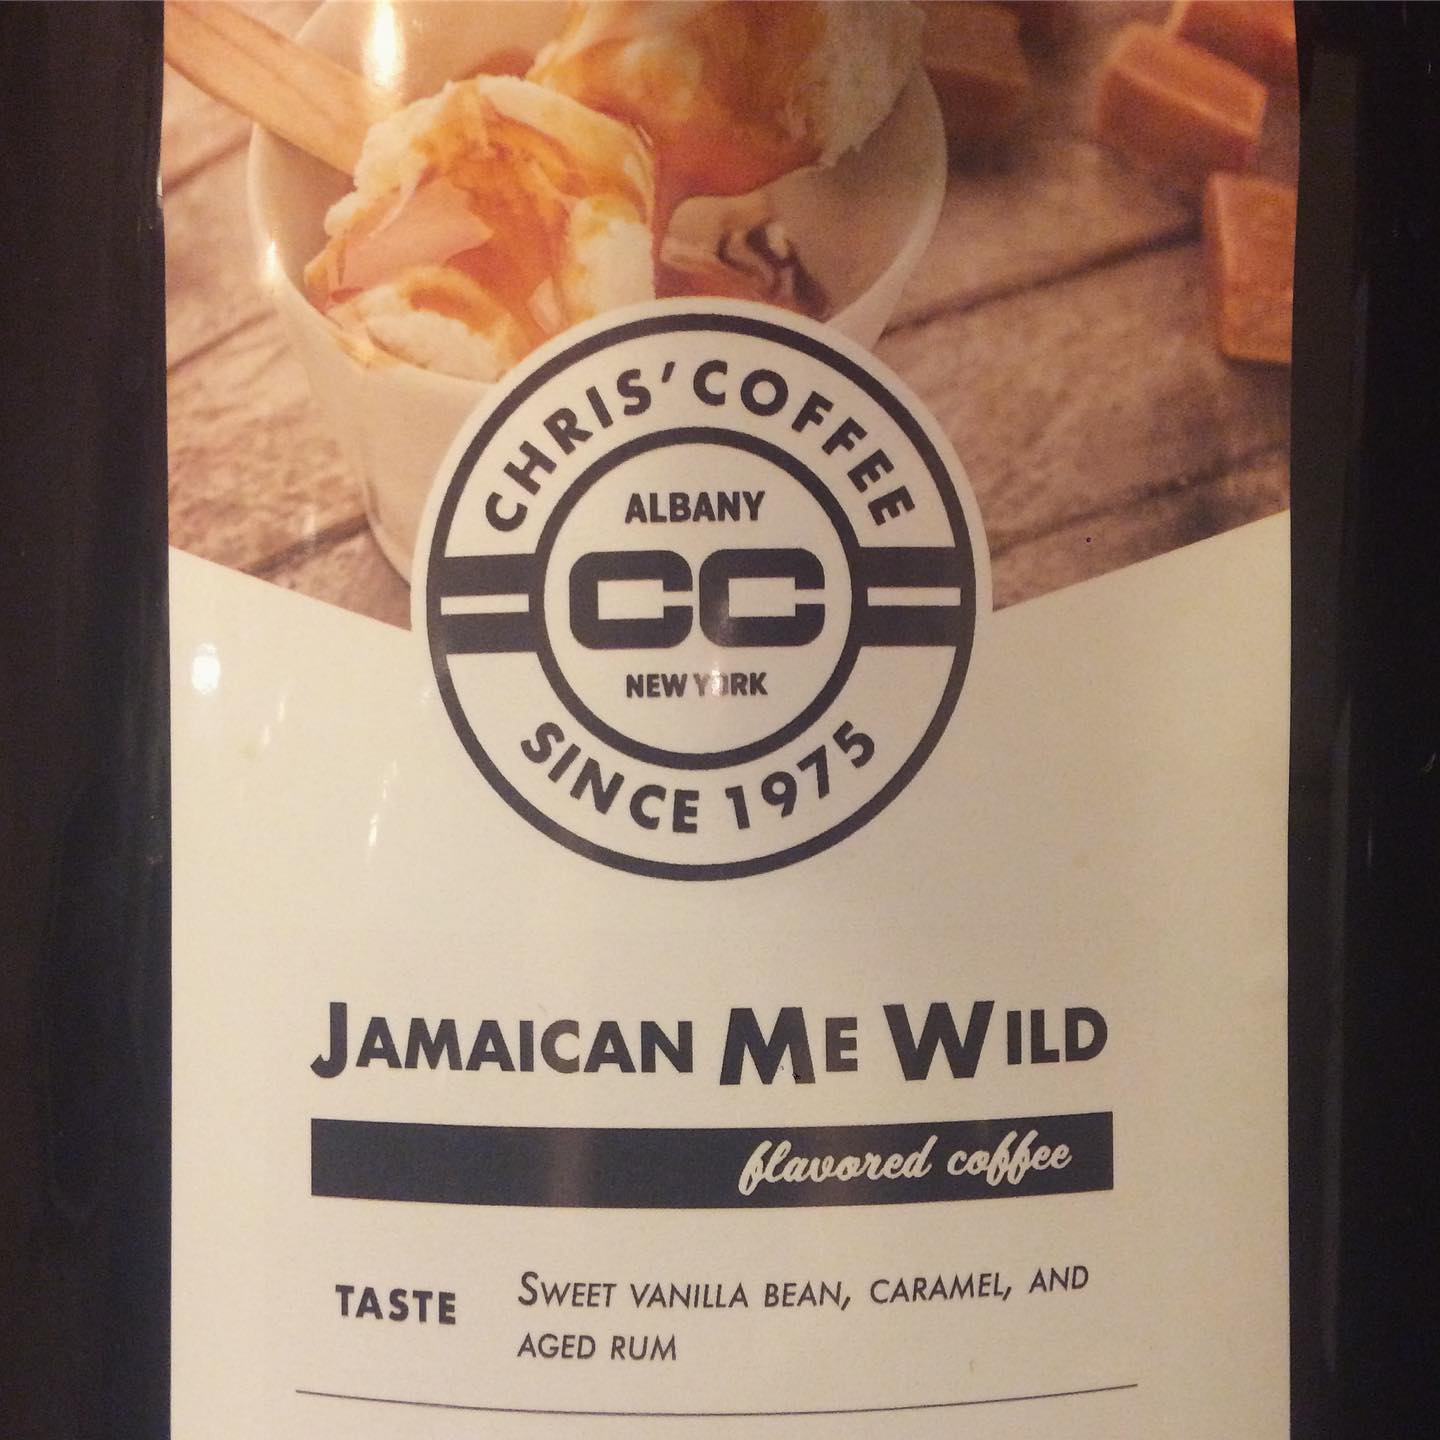 CHRIS' COFFEE
ALBANY
CC
NEW YORK
SINCE 1975
JAMAICAN ME WILD
flavored coffee
TASTE SWEET VANILLA BEAN, CARAMEL, AND
AGED RUM